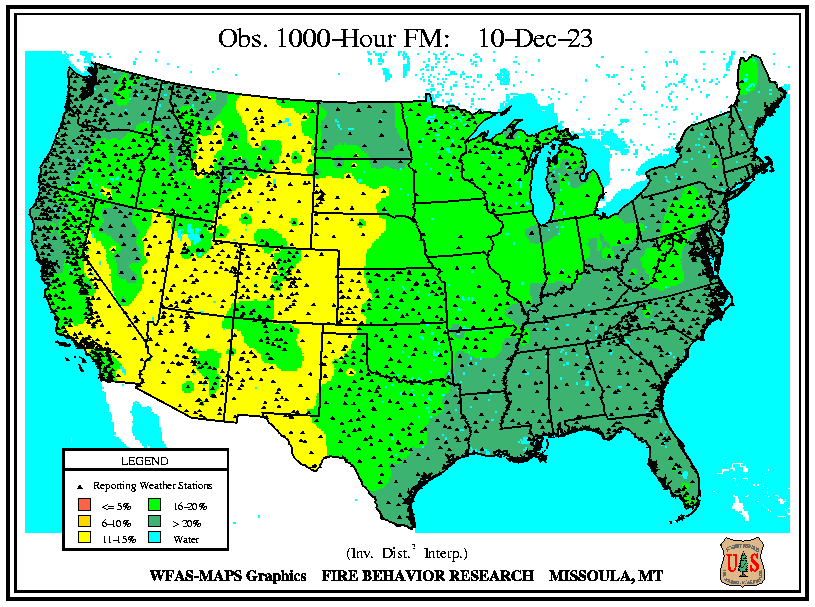 Obs. 1000-Hour FM: 10-Dec-23
LEGEND
Reporting Weather Stations
<= 5% 16-20%
6-10% > 20%
11-15% Water
(Inv. Dist.² Interp.)
WFAS-MAPS Graphics FIRE BEHAVIOR RESEARCH MISSOULA, MT
U S